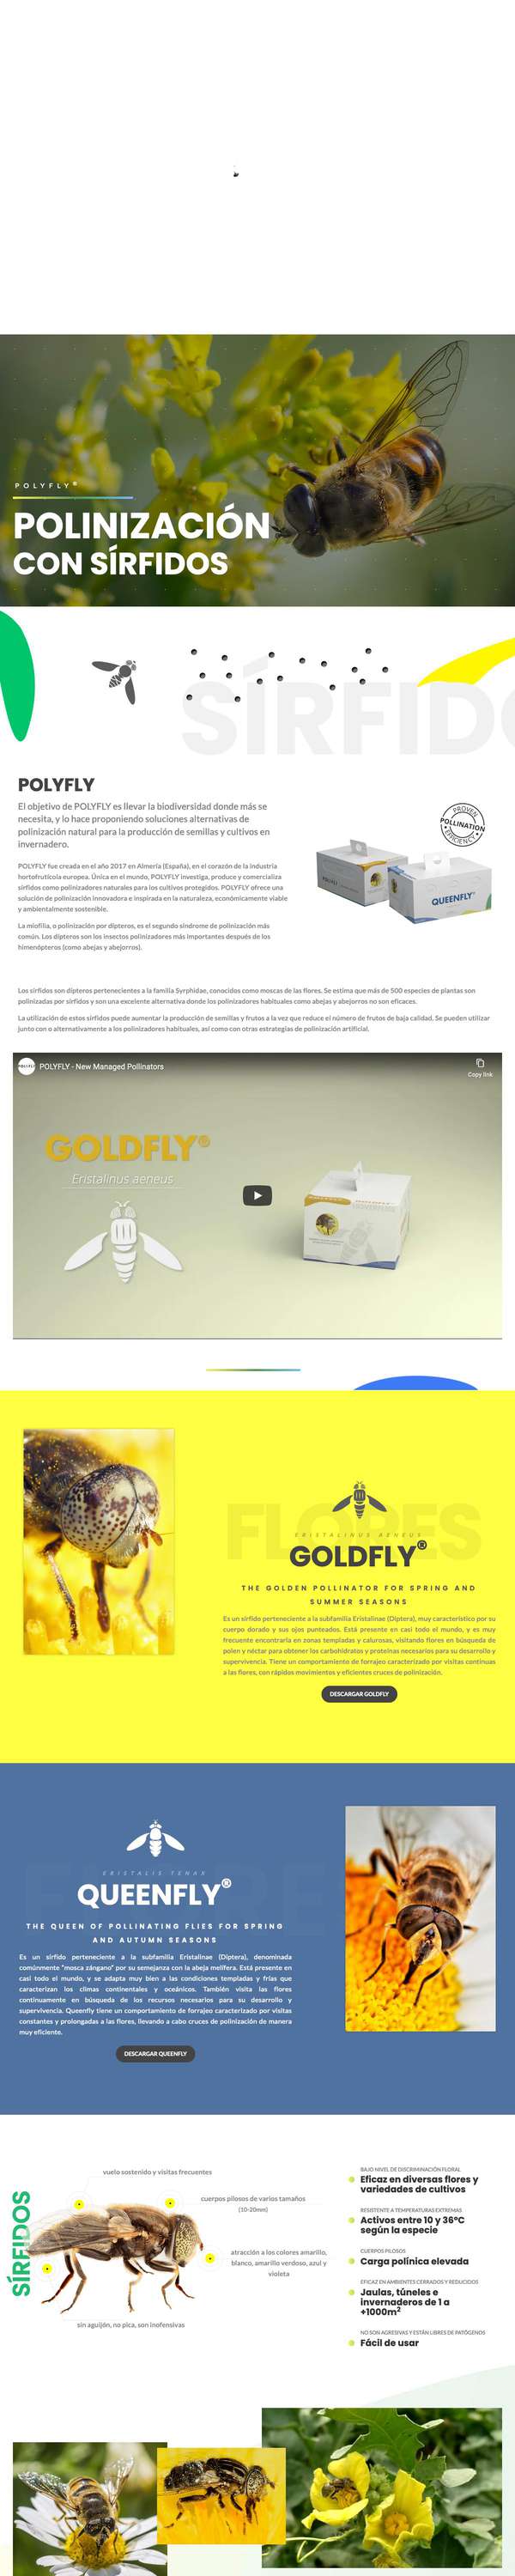 POLYFLY®
POLINIZACIÓN
CON SÍRFIDOS
SÍRFIDO
POLYFLY
El objetivo de POLYFLY es llevar la biodiversidad donde más se
necesita, y lo hace proponiendo soluciones alternativas de
polinización natural para la producción de semillas y cultivos en
invernadero.
PROVEN
POLLINATION
EFFICIENCY
QUEENFLY®
POLYFLY fue creada en el año 2017 en Almería (España), en el corazón de la industria
hortofrutícola europea. Única en el mundo, POLYFLY investiga, produce y comercializa
sírfidos como polinizadores naturales para los cultivos protegidos. POLYFLY ofrece una
solución de polinización innovadora e inspirada en la naturaleza, económicamente viable
y ambientalmente sostenible.
La miofilia, o polinización por dípteros, es el segundo síndrome de polinización más
común. Los dípteros son los insectos polinizadores más importantes después de los
himenópteros (como abejas y abejorros).
Los sírfidos son dípteros pertenecientes a la familia Syrphidae, conocidos como moscas de las flores. Se estima que más de 500 especies de plantas son
polinizadas por sírfidos y son una excelente alternativa donde los polinizadores habituales como abejas y abejorros no son eficaces.
La utilización de estos sírfidos puede aumentar la producción de semillas y frutos a la vez que reduce el número de frutos de baja calidad. Se pueden utilizar
junto con o alternativamente a los polinizadores habituales, así como con otras estrategias de polinización artificial.
POLYFLY - New Managed Pollinators
Copy link
GOLDFLY®
Eristalinus aeneus
FLORES
ERISTALINUS AENEUS
GOLDFLY®
THE GOLDEN POLLINATOR FOR SPRING AND
SUMMER SEASONS
Es un sírfido perteneciente a la subfamilia Eristalinae (Díptera), muy característico por su
cuerpo dorado y sus ojos punteados. Está presente en casi todo el mundo, y es muy
frecuente encontrarla en zonas templadas y calurosas, visitando flores en búsqueda de
polen y néctar para obtener los carbohidratos y proteínas necesarios para su desarrollo y
supervivencia. Tiene un comportamiento de forrajeo caracterizado por visitas continuas
a las flores, con rápidos movimientos y eficientes cruces de polinización.
DESCARGAR GOLDFLY
ERISTALIS TENAX
QUEENFLY®
THE QUEEN OF POLLINATING FLIES FOR SPRING
AND AUTUMN SEASONS
Es un sírfido perteneciente a la subfamilia Eristalinae (Díptera), denominada
comúnmente "mosca zángano" por su semejanza con la abeja melífera. Está presente en
casi todo el mundo, y se adapta muy bien a las condiciones templadas y frías que
caracterizan los climas continentales y oceánicos. También visita las flores
continuamente en búsqueda de los recursos necesarios para su desarrollo y
supervivencia. Queenfly tiene un comportamiento de forrajeo caracterizado por visitas
constantes y prolongadas a las flores, llevando a cabo cruces de polinización de manera
muy eficiente.
DESCARGAR QUEENFLY
SÍRFIDOS
vuelo sostenido y visitas frecuentes
cuerpos pilosos de varios tamaños
(10-20mm)
atracción a los colores amarillo,
blanco, amarillo verdoso, azul y
violeta
sin aguijón, no pica, son inofensivas
BAJO NIVEL DE DISCRIMINACIÓN FLORAL
Eficaz en diversas flores y
variedades de cultivos
RESISTENTE A TEMPERATURAS EXTREMAS
Activos entre 10 y 36ºC
según la especie
CUERPOS PILOSOS
Carga polínica elevada
EFICAZ EN AMBIENTES CERRADOS Y REDUCIDOS
Jaulas, túneles e
invernaderos de 1 a
+1000m²
NO SON AGRESIVAS Y ESTÁN LIBRES DE PATÓGENOS
Fácil de usar